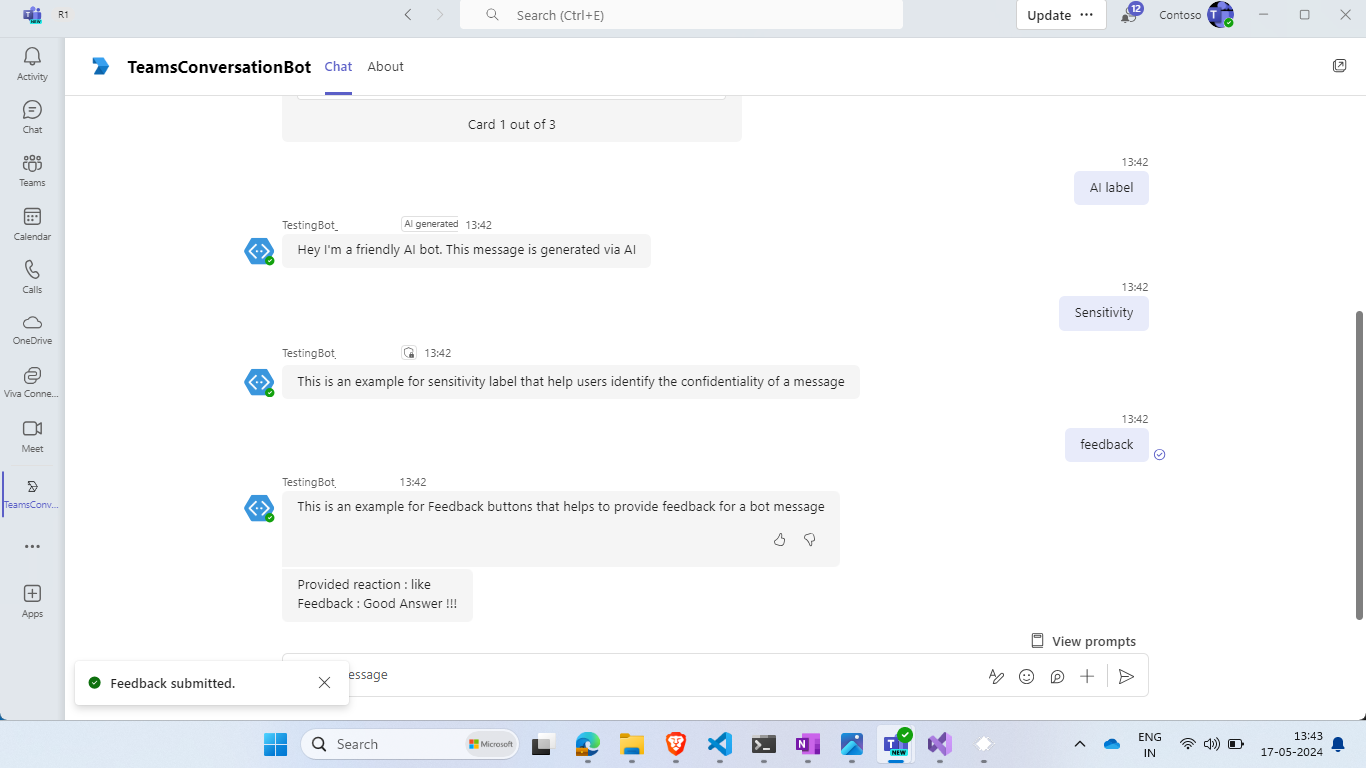 R1
Search (Ctrl+E)
Update
12
Contoso
NEW
Activity
Chat
Teams
Calendar
Calls
OneDrive
Viva Conne...
Meet
TeamsConv...
Apps
TeamsConversationBot Chat About
Card 1 out of 3
13:42
AI label
TestingBot_ AI generated 13:42
Hey I'm a friendly AI bot. This message is generated via AI
13:42
Sensitivity
TestingBot 13:42
This is an example for sensitivity label that help users identify the confidentiality of a message
13:42
feedback
TestingBot 13:42
This is an example for Feedback buttons that helps to provide feedback for a bot message
Provided reaction : like
Feedback : Good Answer !!!
View prompts
essage
Feedback submitted.
Search
Microsoft
NEW
ENG
IN
13:43
17-05-2024